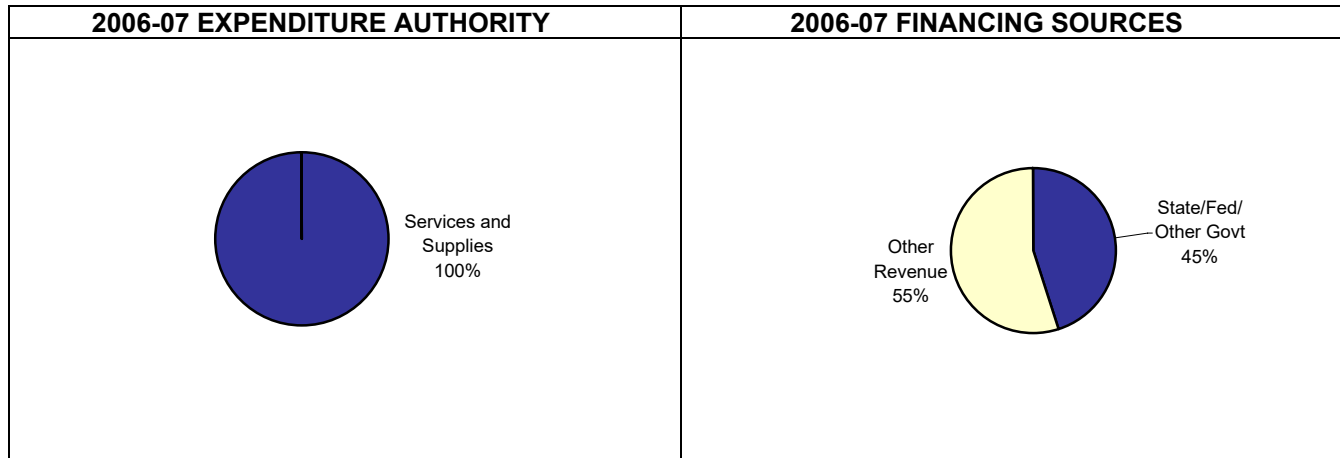 2006-07 EXPENDITURE AUTHORITY
2006-07 FINANCING SOURCES
Services and
Supplies
100%
Other
Revenue
55%
State/Fed/
Other Govt
45%